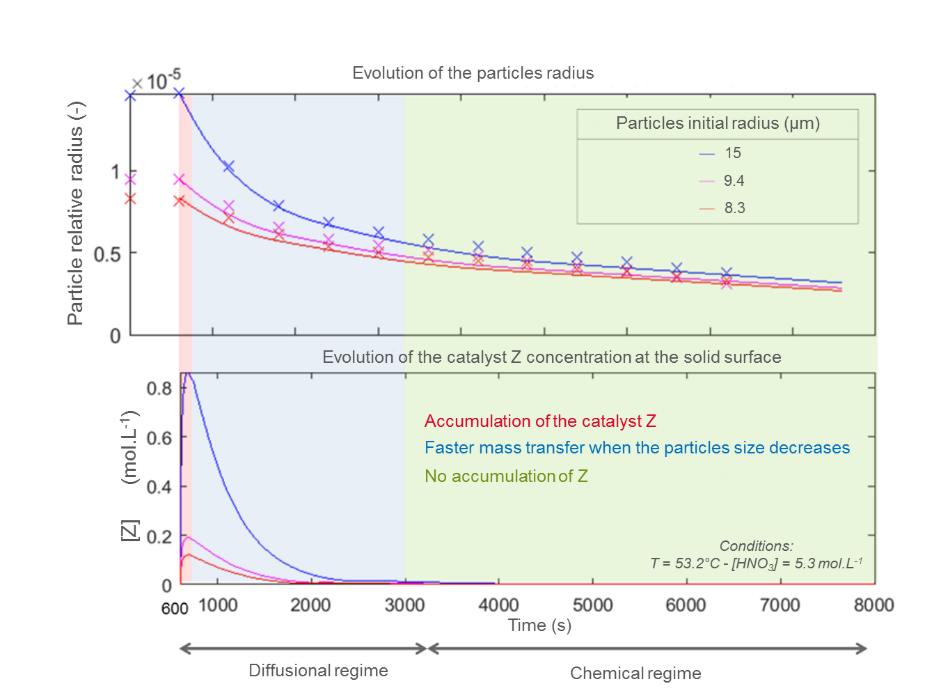 Evolution of the particles radius
×10⁻⁵
Particle relative radius (-)
1
0.5
0
Particles initial radius (µm)
15
9.4
8.3
Evolution of the catalyst Z concentration at the solid surface
[Z] (mol.L⁻¹)
0.8
0.6
0.4
0.2
0
Accumulation of the catalyst Z
Faster mass transfer when the particles size decreases
No accumulation of Z
Conditions:
T = 53.2°C - [HNO₃] = 5.3 mol.L⁻¹
600 1000 2000 3000 4000 5000 6000 7000 8000
Time (s)
Diffusional regime
Chemical regime